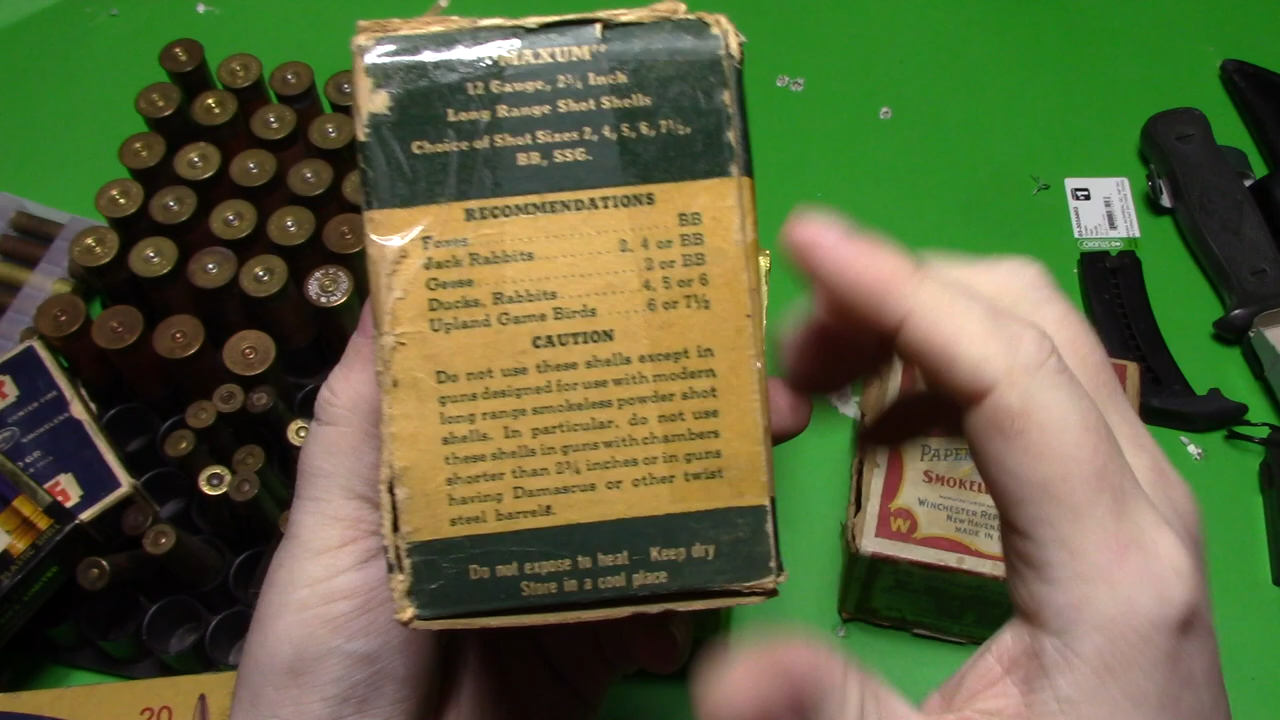 "MAXUM"
12 Gauge, 2¾ Inch
Long Range Shot Shells
Choice of Shot Sizes 2, 4, 5, 6, 7½,
BB, SSG.
RECOMMENDATIONS
Foxes BB
Jack Rabbits 2, 4 or BB
Geese 2 or BB
Ducks, Rabbits 4, 5 or 6
Upland Game Birds 6 or 7½
CAUTION
Do not use these shells except in
guns designed for use with modern
long range smokeless powder shot
shells. In particular, do not use
these shells in guns with chambers
shorter than 2¾ inches or in guns
having Damascus or other twist
steel barrels.
Do not expose to heat – Keep dry
Store in a cool place
PAPER
SMOKEL
WINCHESTER REP
NEW HAVEN
MADE IN
W
$1
STUDIO
SMOKELESS
20